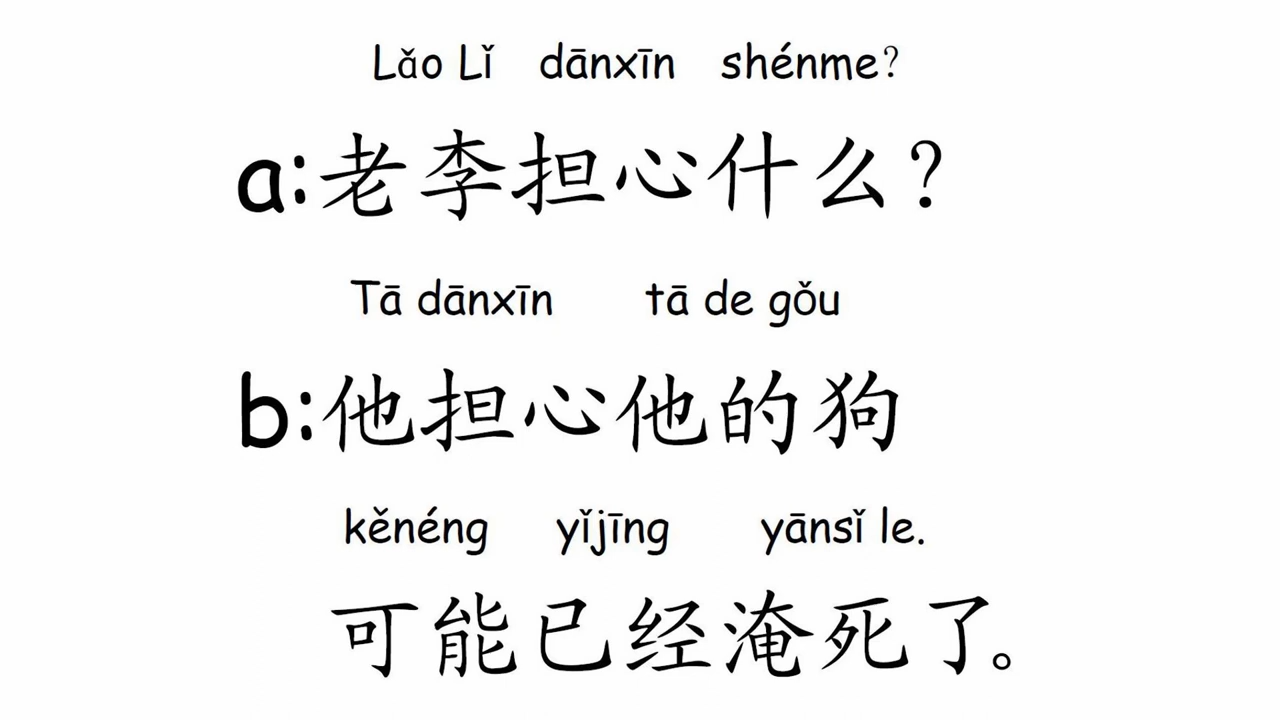 Lǎo Lǐ dānxīn shénme?
a:老李担心什么?
Tā dānxīn tā de gǒu
b:他担心他的狗
kěnéng yǐjīng yānsǐ le.
可能已经淹死了。